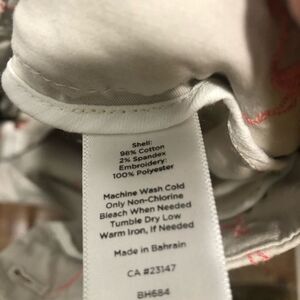 Shell:
98% Cotton
2% Spandex
Embroidery:
100% Polyester
Machine Wash Cold
Only Non-Chlorine
Bleach When Needed
Tumble Dry Low
Warm Iron, If Needed
Made in Bahrain
CA #23147
BH684